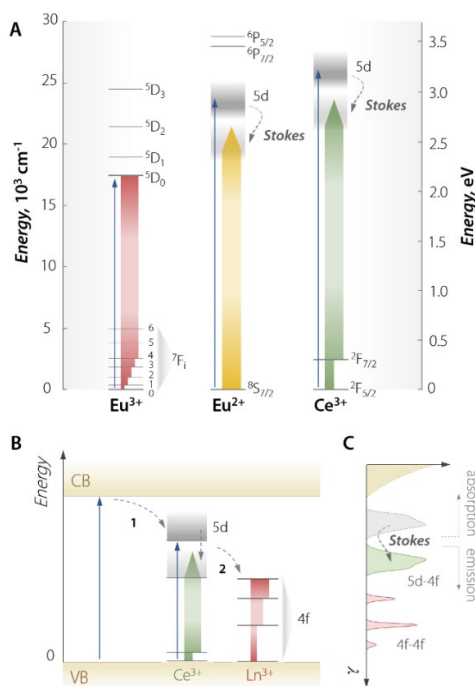 A
Energy, 10³ cm⁻¹
30
25
20
15
10
5
0
⁵D₃
⁵D₂
⁵D₁
⁵D₀
6
5
4
3
2
1
0
⁷Fᵢ
Eu³⁺
⁶P₅/₂
⁶P₇/₂
5d
Stokes
⁸S₇/₂
Eu²⁺
5d
Stokes
²F₇/₂
²F₅/₂
Ce³⁺
3.5
3.0
2.5
2.0
1.5
1.0
0.5
0
Energy, eV
B
Energy
CB
1
5d
2
4f
0
VB
Ce³⁺
Ln³⁺
C
absorption
Stokes
emission
5d-4f
4f-4f
λ